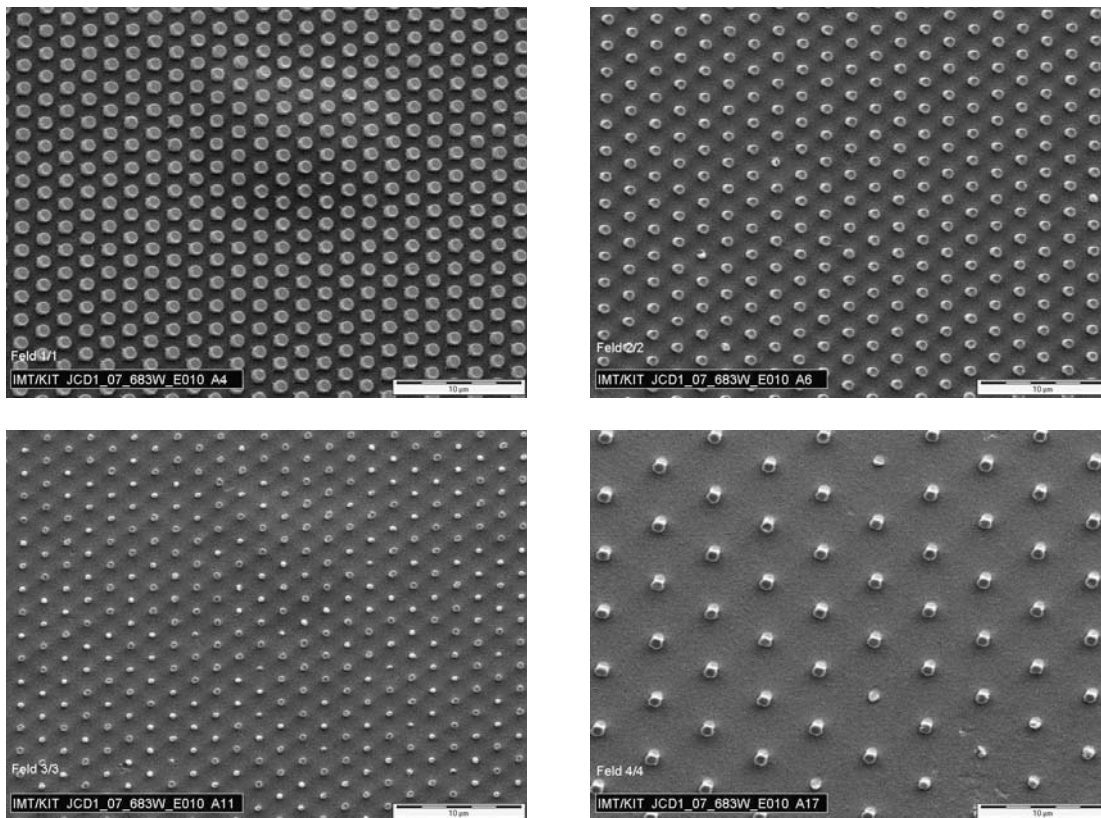 Feld 1/1
IMT/KIT JCD1_07_683W_E010 A4
10 µm
Feld 2/2
IMT/KIT JCD1_07_683W_E010 A6
10 µm
Feld 3/3
IMT/KIT JCD1_07_683W_E010 A11
10 µm
Feld 4/4
IMT/KIT JCD1_07_683W_E010 A17
10 µm